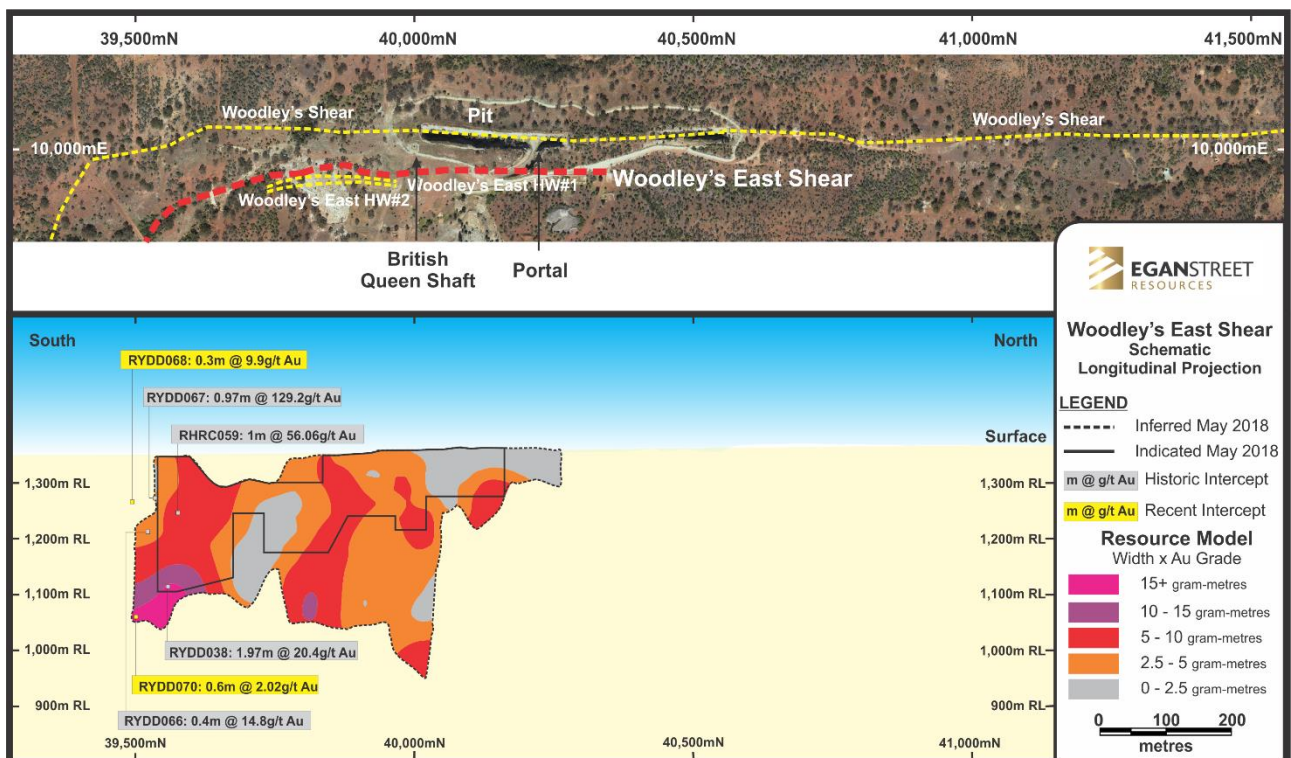 39,500mN 40,000mN 40,500mN 41,000mN 41,500mN
Woodley's Shear
Pit
Woodley's Shear
10,000mE
10,000mE
Woodley's East HW#1
Woodley's East Shear
Woodley's East HW#2
British
Queen Shaft
Portal
EGANSTREET
RESOURCES
Woodley's East Shear
Schematic
Longitudinal Projection
LEGEND
Inferred May 2018
Indicated May 2018
m @ g/t Au Historic Intercept
m @ g/t Au Recent Intercept
Resource Model
Width x Au Grade
15+ gram-metres
10 - 15 gram-metres
5 - 10 gram-metres
2.5 - 5 gram-metres
0 - 2.5 gram-metres
0 100 200
metres
South
North
RYDD068: 0.3m @ 9.9g/t Au
RYDD067: 0.97m @ 129.2g/t Au
RHRC059: 1m @ 56.06g/t Au
Surface
1,300m RL 1,300m RL
1,200m RL 1,200m RL
1,100m RL 1,100m RL
1,000m RL 1,000m RL
900m RL 900m RL
RYDD038: 1.97m @ 20.4g/t Au
RYDD070: 0.6m @ 2.02g/t Au
RYDD066: 0.4m @ 14.8g/t Au
39,500mN 40,000mN 40,500mN 41,000mN